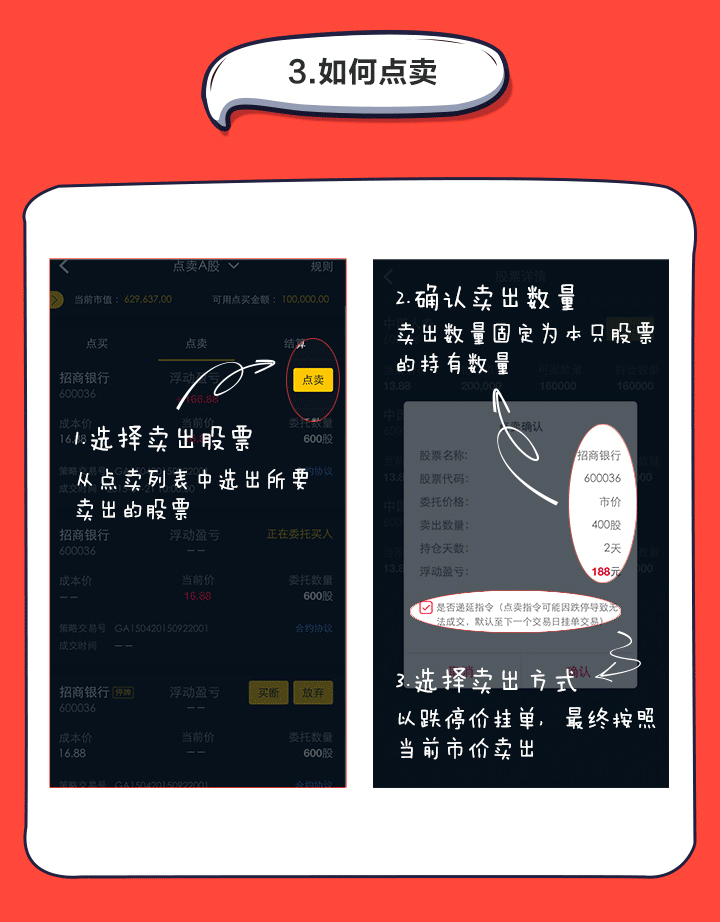 3.如何点卖
点卖A股
规则
当前市值：629,637.00
可用点买金额：100,000.00
点买
点卖
结算
招商银行
浮动盈亏
点卖
600036
成本价
当前价
委托数量
16.88
600股
1.选择卖出股票
从点卖列表中选出所要
卖出的股票
合约协议
成交时间
招商银行
浮动盈亏
正在委托买入
600036
——
成本价
当前价
委托数量
——
16.88
600股
策略交易号 GA150420150922001
合约协议
成交时间 ——
招商银行 停牌
浮动盈亏
买断
放弃
600036
——
成本价
当前价
委托数量
16.88
——
600股
策略交易号 GA150420150922001
合约协议
股票详情
2.确认卖出数量
卖出数量固定为本只股票
的持有数量
13.88
200,000
160000
160000
点卖确认
股票名称:
招商银行
股票代码:
600036
委托价格:
市价
卖出数量:
400股
持仓天数:
2天
浮动盈亏:
188元
是否递延指令（点卖指令可能因跌停导致无
法成交，默认至下一个交易日挂单交易）
取消
确认
3.选择卖出方式
以跌停价挂单，最终按照
当前市价卖出